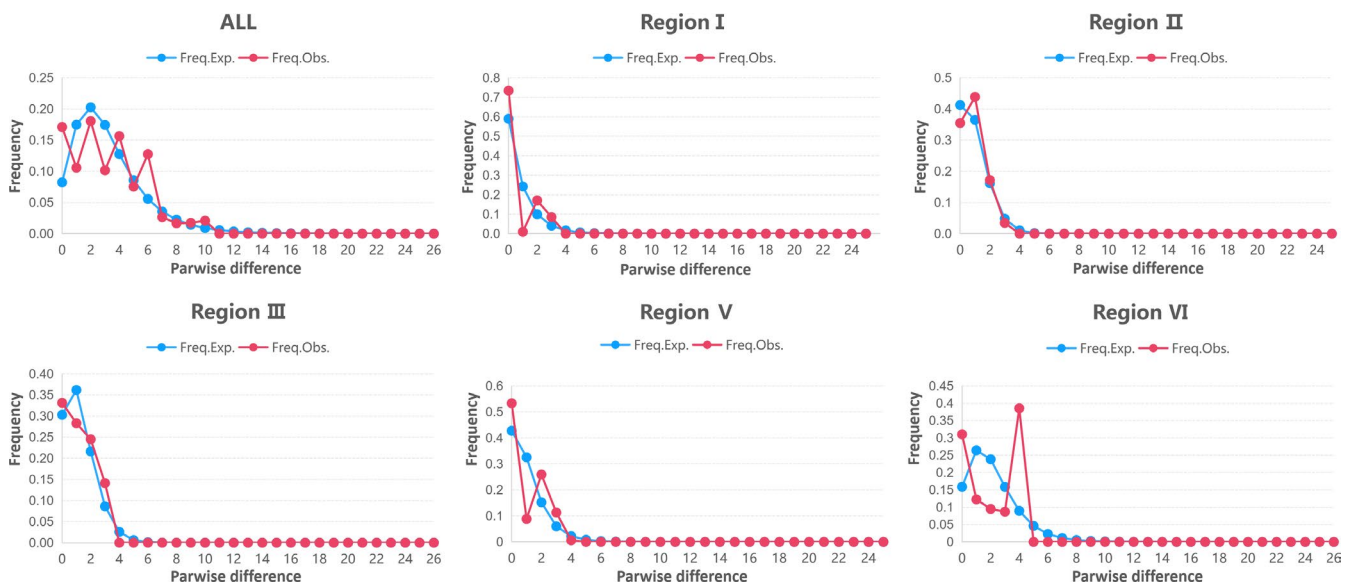 ALL
Freq.Exp. Freq.Obs.
Frequency
0.25
0.20
0.15
0.10
0.05
0.00
0 2 4 6 8 10 12 14 16 18 20 22 24 26
Parwise difference
Region Ⅰ
Freq.Exp. Freq.Obs.
Frequency
0.8
0.7
0.6
0.5
0.4
0.3
0.2
0.1
0.0
0 2 4 6 8 10 12 14 16 18 20 22 24
Parwise difference
Region Ⅱ
Freq.Exp. Freq.Obs.
Frequency
0.5
0.4
0.3
0.2
0.1
0.0
0 2 4 6 8 10 12 14 16 18 20 22 24
Parwise difference
Region Ⅲ
Freq.Exp. Freq.Obs.
Frequency
0.40
0.35
0.30
0.25
0.20
0.15
0.10
0.05
0.00
0 2 4 6 8 10 12 14 16 18 20 22 24 26
Parwise difference
Region Ⅴ
Freq.Exp. Freq.Obs.
Frequency
0.6
0.5
0.4
0.3
0.2
0.1
0
0 2 4 6 8 10 12 14 16 18 20 22 24
Parwise difference
Region Ⅵ
Freq.Exp. Freq.Obs.
Frequency
0.45
0.4
0.35
0.3
0.25
0.2
0.15
0.1
0.05
0
0 2 4 6 8 10 12 14 16 18 20 22 24 26
Parwise difference